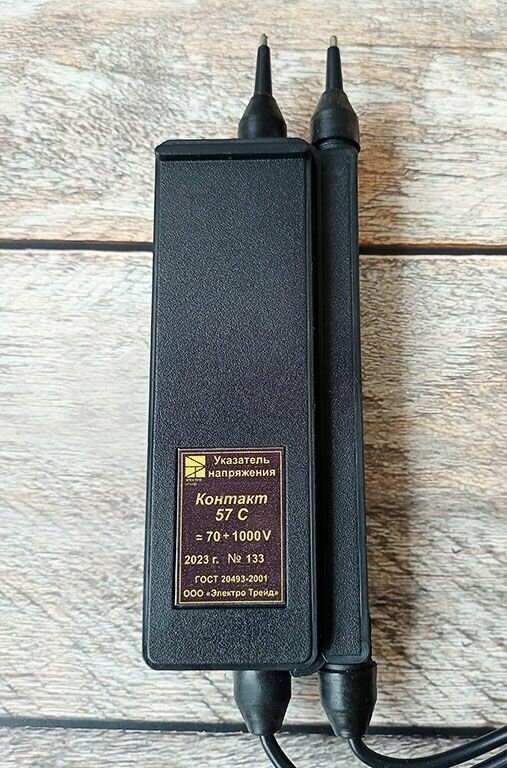 Указатель
напряжения
Контакт
57 С
= 70 ÷ 1000 V
2023 г. № 133
ГОСТ 20493-2001
ООО «Электро Трейд»